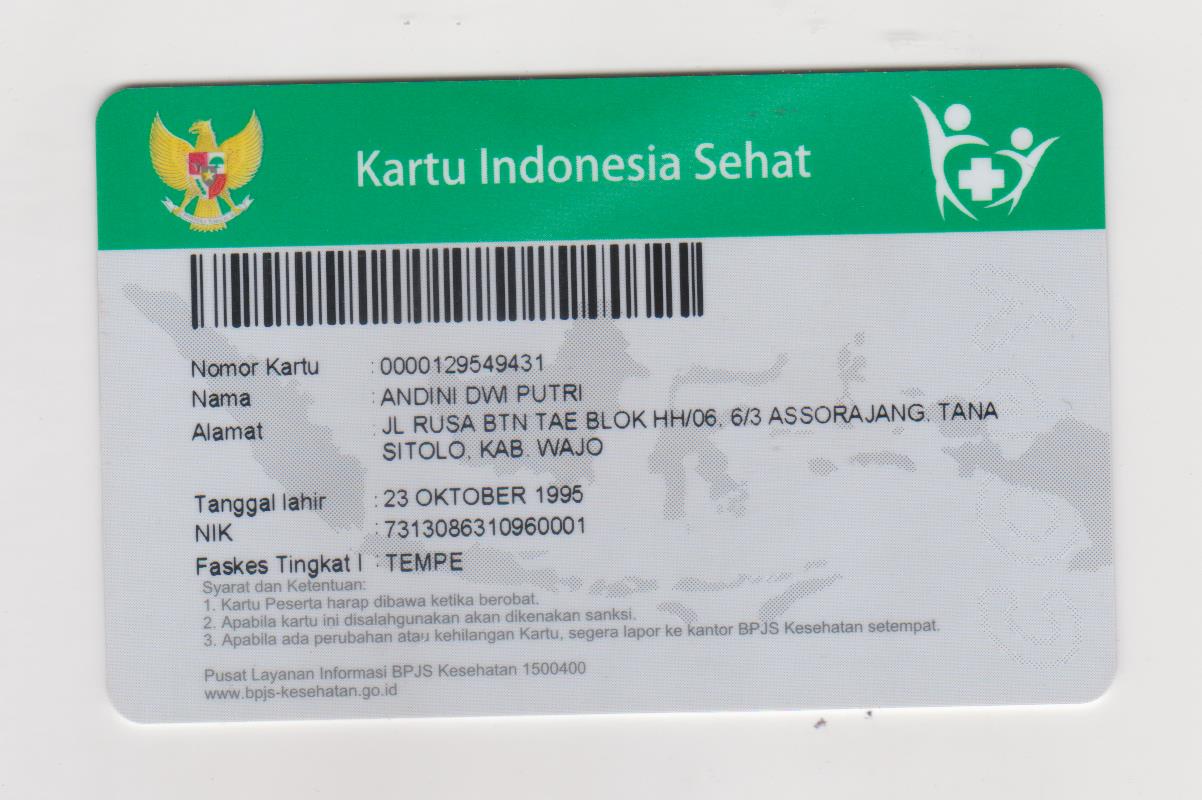 Kartu Indonesia Sehat
Nomor Kartu : 0000129549431
Nama : ANDINI DWI PUTRI
Alamat : JL RUSA BTN TAE BLOK HH/06, 6/3 ASSORAJANG, TANA
SITOLO, KAB. WAJO
Tanggal lahir : 23 OKTOBER 1995
NIK : 7313086310960001
Faskes Tingkat I : TEMPE
Syarat dan Ketentuan:
1. Kartu Peserta harap dibawa ketika berobat.
2. Apabila kartu ini disalahgunakan akan dikenakan sanksi.
3. Apabila ada perubahan atau kehilangan Kartu, segera lapor ke kantor BPJS Kesehatan setempat.
Pusat Layanan Informasi BPJS Kesehatan 1500400
www.bpjs-kesehatan.go.id